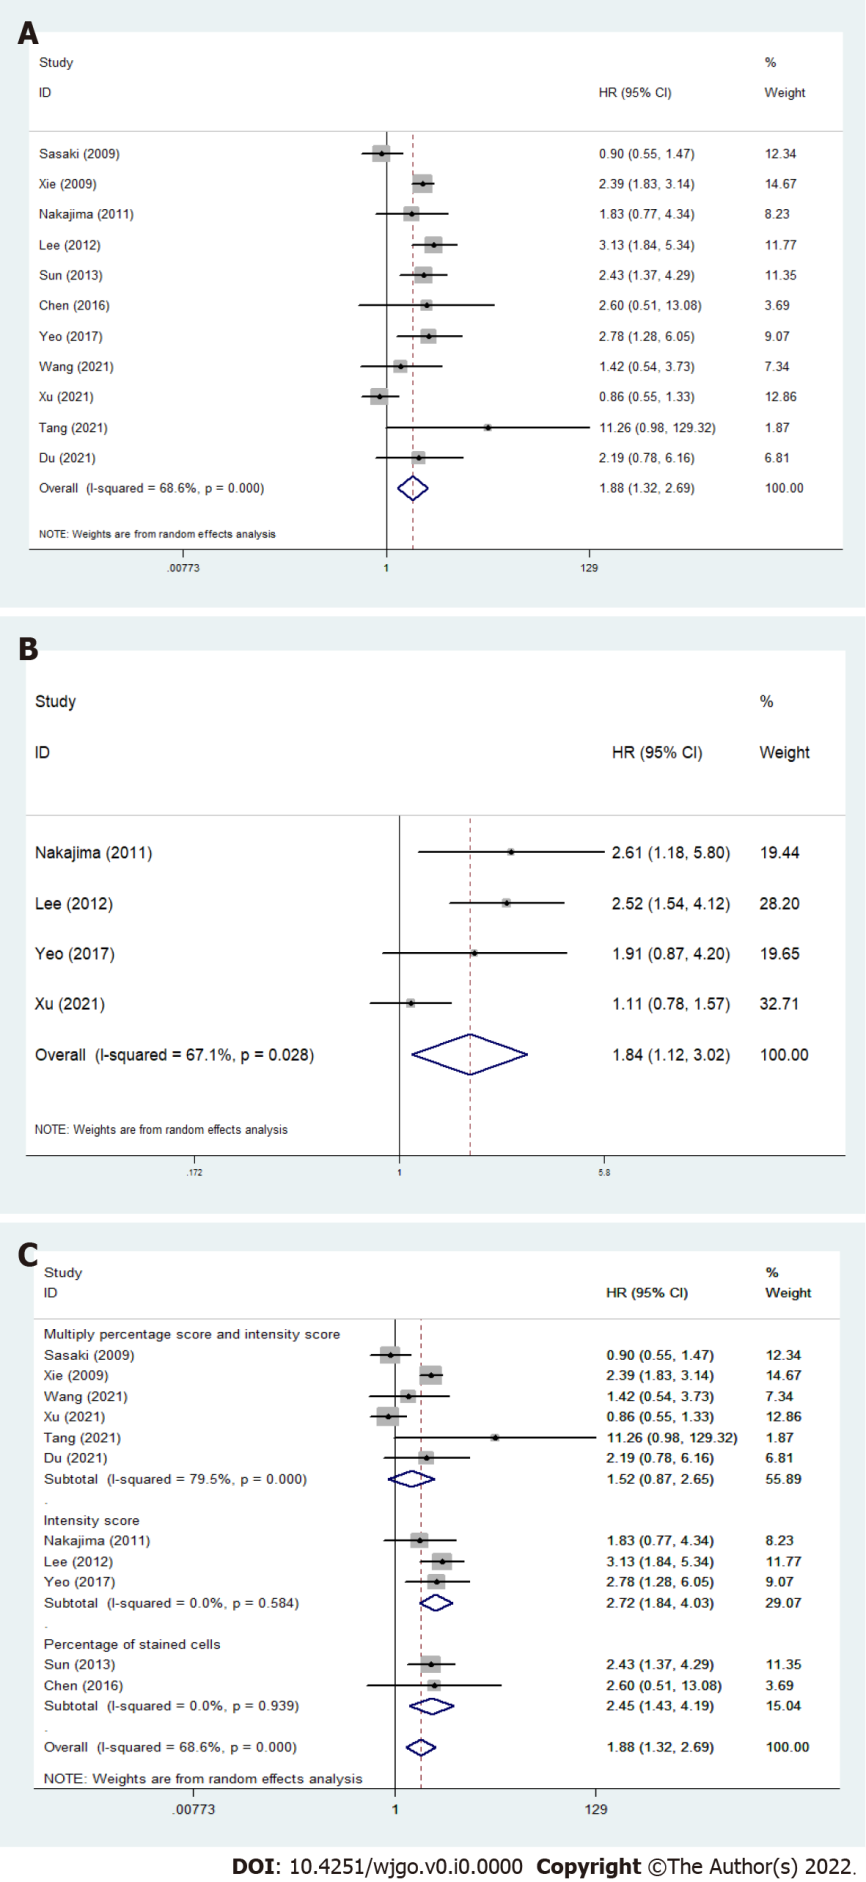 A
Study %
ID HR (95% CI) Weight
Sasaki (2009) 0.90 (0.55, 1.47) 12.34
Xie (2009) 2.39 (1.83, 3.14) 14.67
Nakajima (2011) 1.83 (0.77, 4.34) 8.23
Lee (2012) 3.13 (1.84, 5.34) 11.77
Sun (2013) 2.43 (1.37, 4.29) 11.35
Chen (2016) 2.60 (0.51, 13.08) 3.69
Yeo (2017) 2.78 (1.28, 6.05) 9.07
Wang (2021) 1.42 (0.54, 3.73) 7.34
Xu (2021) 0.86 (0.55, 1.33) 12.86
Tang (2021) 11.26 (0.98, 129.32) 1.87
Du (2021) 2.19 (0.78, 6.16) 6.81
Overall (I-squared = 68.6%, p = 0.000) 1.88 (1.32, 2.69) 100.00
NOTE: Weights are from random effects analysis
.00773 1 129
B
Study %
ID HR (95% CI) Weight
Nakajima (2011) 2.61 (1.18, 5.80) 19.44
Lee (2012) 2.52 (1.54, 4.12) 28.20
Yeo (2017) 1.91 (0.87, 4.20) 19.65
Xu (2021) 1.11 (0.78, 1.57) 32.71
Overall (I-squared = 67.1%, p = 0.028) 1.84 (1.12, 3.02) 100.00
NOTE: Weights are from random effects analysis
.172 1 5.8
C
Study %
ID HR (95% CI) Weight
Multiply percentage score and intensity score
Sasaki (2009) 0.90 (0.55, 1.47) 12.34
Xie (2009) 2.39 (1.83, 3.14) 14.67
Wang (2021) 1.42 (0.54, 3.73) 7.34
Xu (2021) 0.86 (0.55, 1.33) 12.86
Tang (2021) 11.26 (0.98, 129.32) 1.87
Du (2021) 2.19 (0.78, 6.16) 6.81
Subtotal (I-squared = 79.5%, p = 0.000) 1.52 (0.87, 2.65) 55.89
.
Intensity score
Nakajima (2011) 1.83 (0.77, 4.34) 8.23
Lee (2012) 3.13 (1.84, 5.34) 11.77
Yeo (2017) 2.78 (1.28, 6.05) 9.07
Subtotal (I-squared = 0.0%, p = 0.584) 2.72 (1.84, 4.03) 29.07
.
Percentage of stained cells
Sun (2013) 2.43 (1.37, 4.29) 11.35
Chen (2016) 2.60 (0.51, 13.08) 3.69
Subtotal (I-squared = 0.0%, p = 0.939) 2.45 (1.43, 4.19) 15.04
.
Overall (I-squared = 68.6%, p = 0.000) 1.88 (1.32, 2.69) 100.00
NOTE: Weights are from random effects analysis
.00773 1 129
DOI: 10.4251/wjgo.v0.i0.0000 Copyright ©The Author(s) 2022.